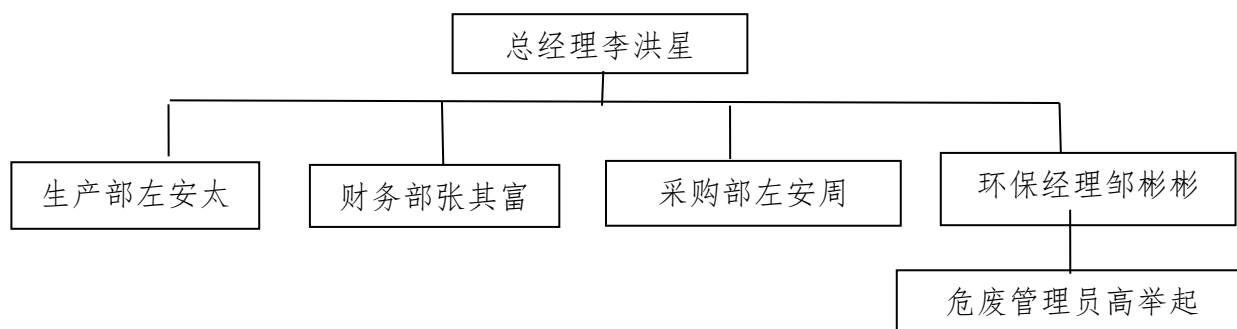 总经理李洪星
生产部左安太
财务部张其富
采购部左安周
环保经理邹彬彬
危废管理员高举起